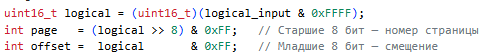 uint16_t logical = (uint16_t)(logical_input & 0xFFFF);
int page   = (logical >> 8) & 0xFF;   // Старшие 8 бит — номер страницы
int offset =  logical       & 0xFF;   // Младшие 8 бит — смещение